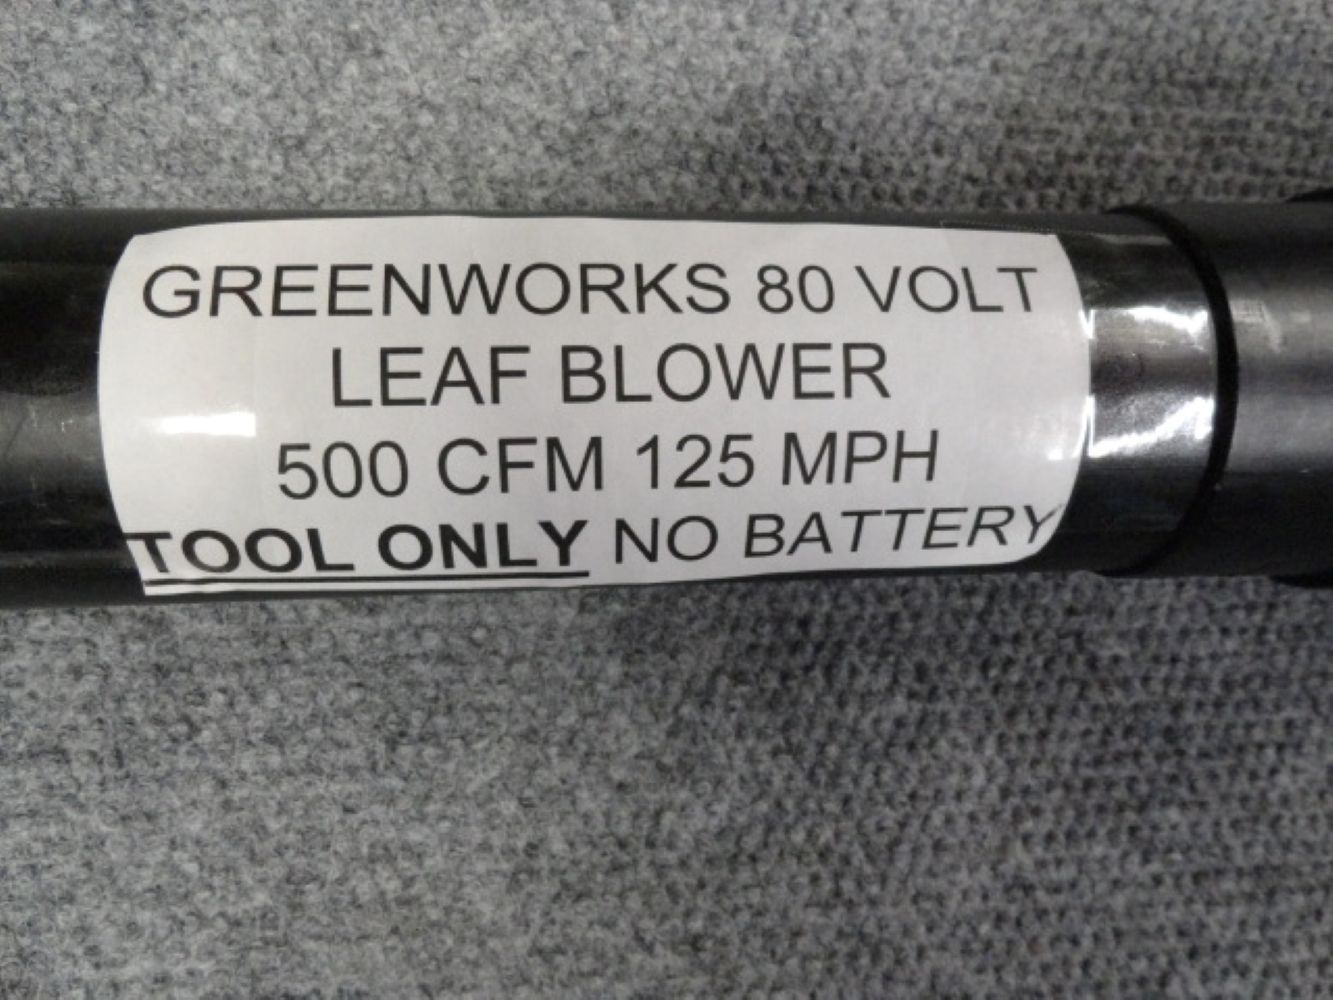 GREENWORKS 80 VOLT
LEAF BLOWER
500 CFM 125 MPH
TOOL ONLY NO BATTERY